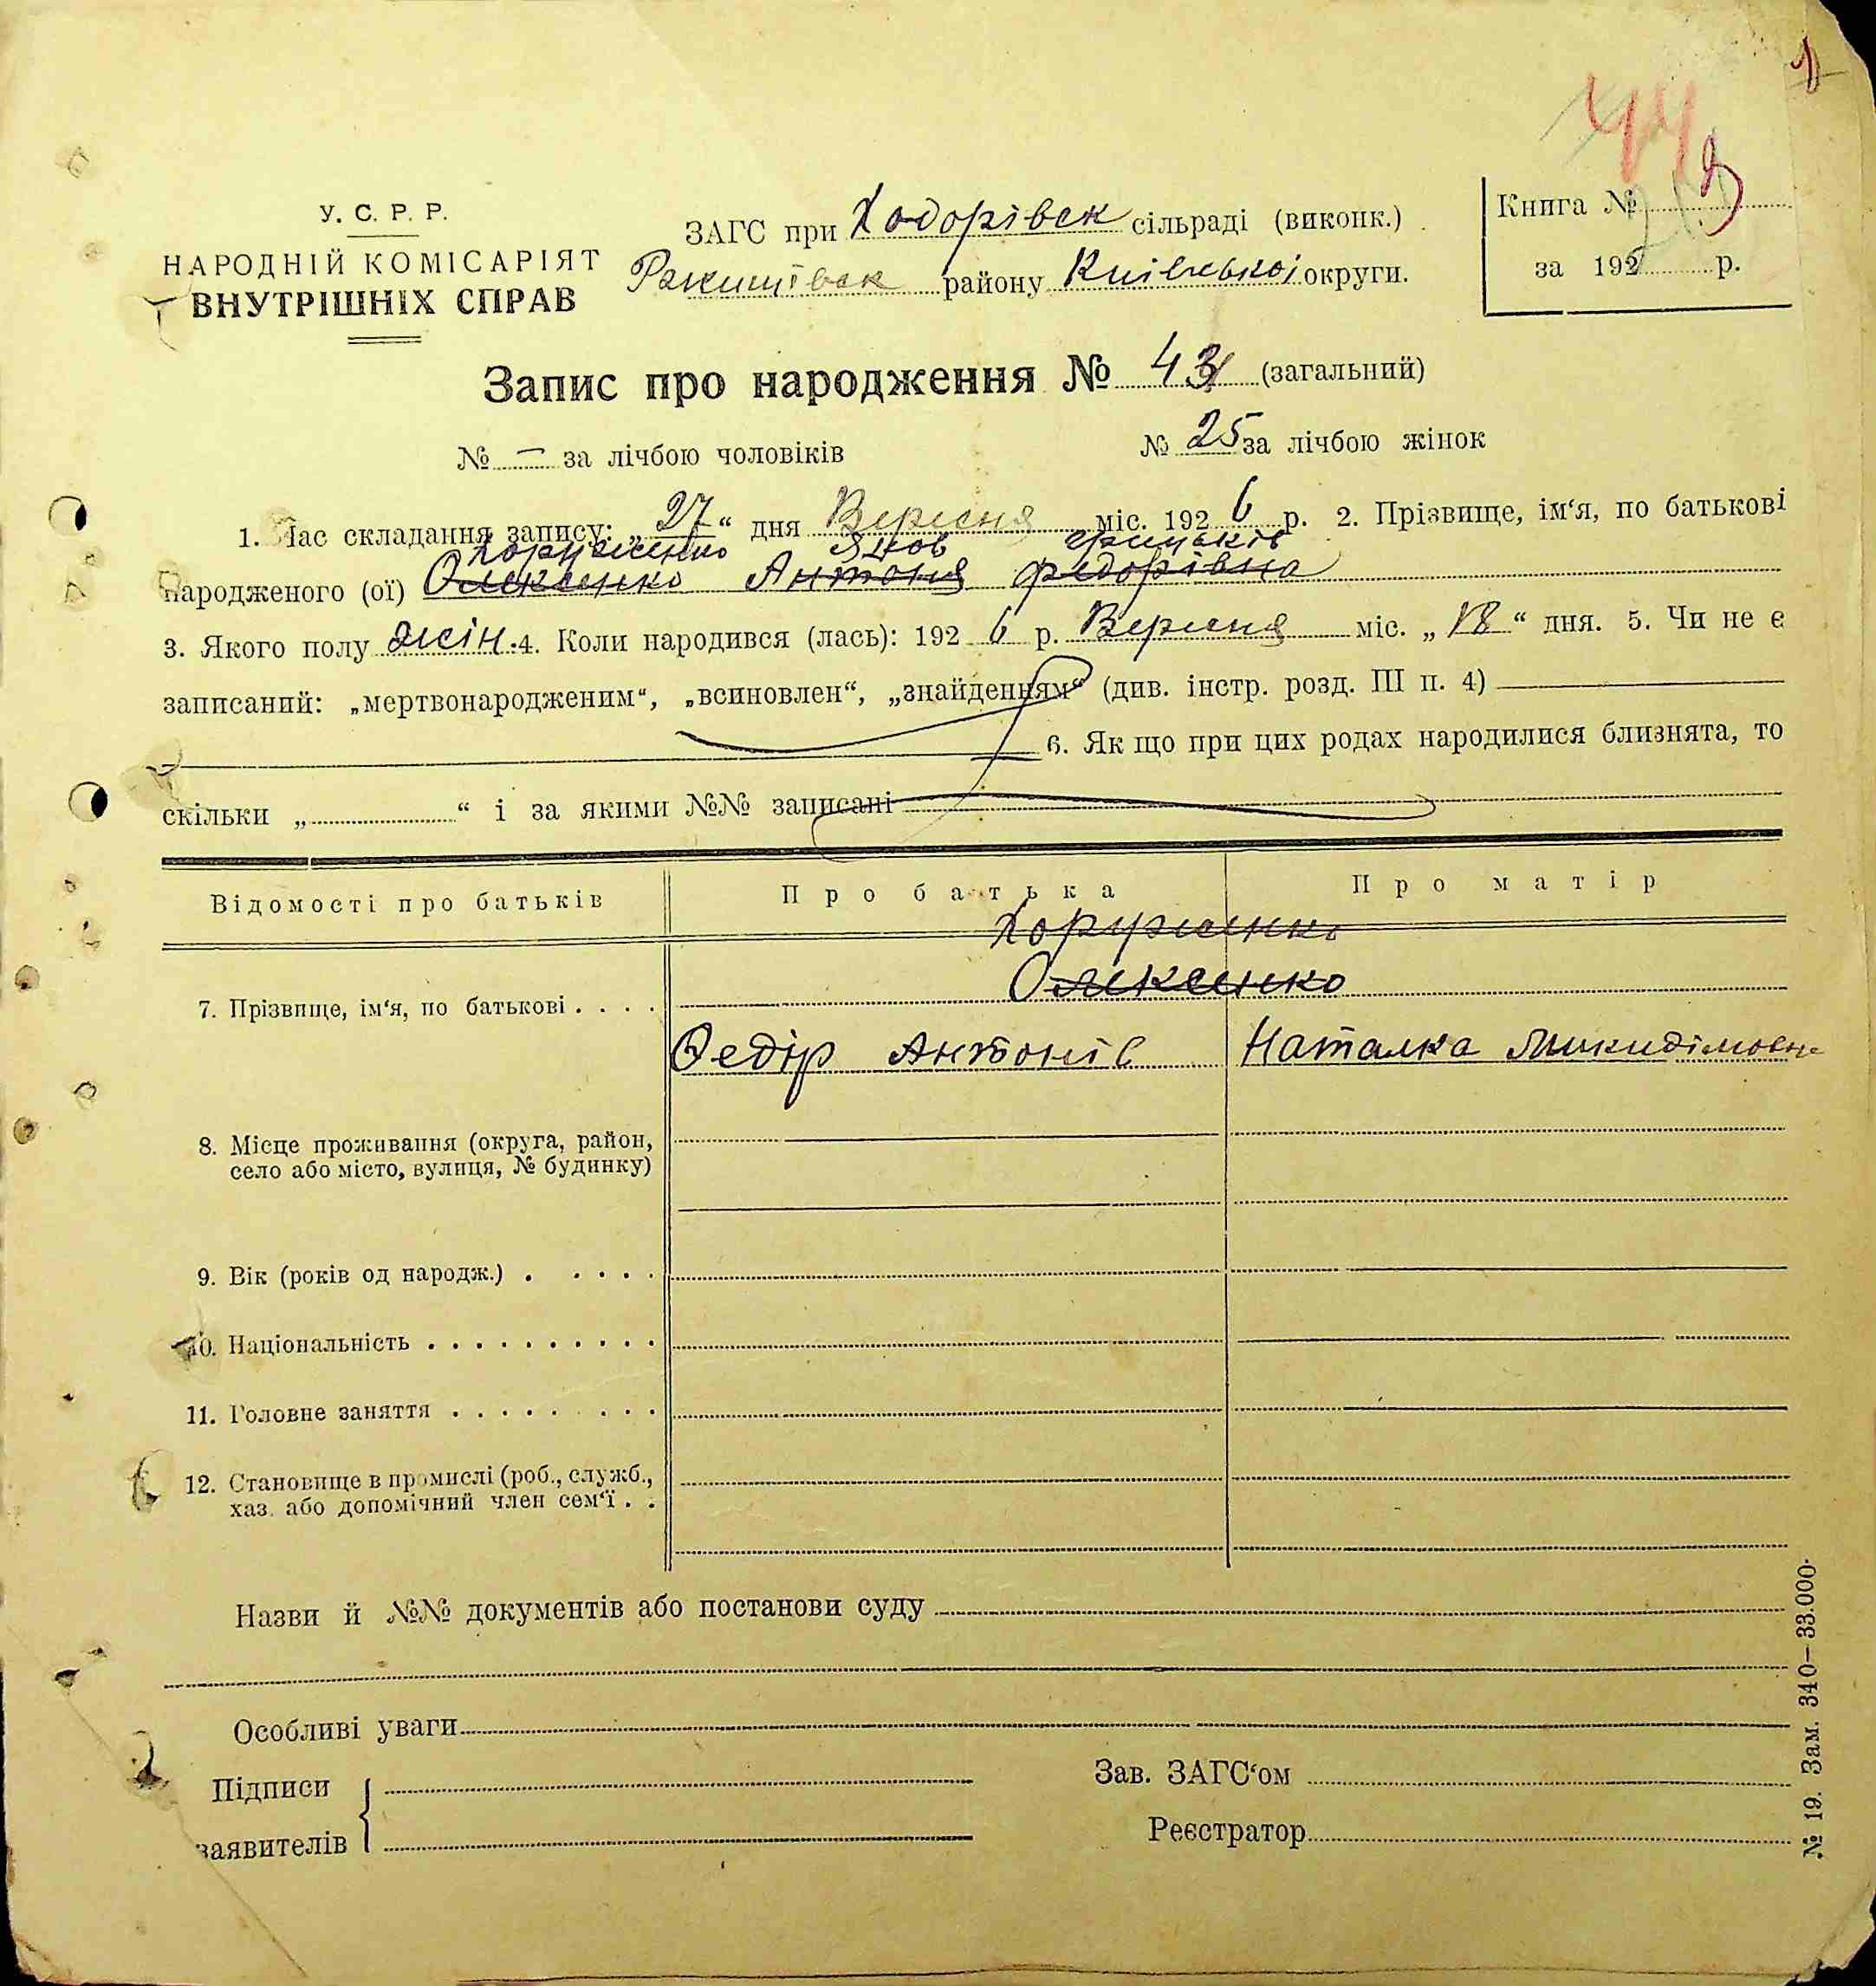 У. С. Р. Р.
НАРОДНІЙ КОМІСАРІЯТ
ВНУТРІШНІХ СПРАВ
ЗАГС при Ходорівск сільраді (виконк.)
району Київської округи.
Книга №
за 192 р.
Запис про народження № 43 (загальний)
№ — за лічбою чоловіків № 25 за лічбою жінок
1. Час складання запису: „27“ дня Вересня міс. 1926 р. 2. Прізвище, ім‘я, по батькові
Хоруженко Яков Грицьків
народженого (ої) Олексенко Антоня Федорівна
3. Якого полу жін. 4. Коли народився (лась): 1926 р. Вересня міс. „18“ дня. 5. Чи не є
записаний: „мертвонародженим“, „всиновлен“, „знайденням“ (див. інстр. розд. III п. 4)
6. Як що при цих родах народилися близнята, то
скільки „ “ і за якими №№ записані
Відомості про батьків Про батька Про матір
Хоруженко
Олексенко
7. Прізвище, ім‘я, по батькові . . . .
Федір Антонів Наталка
8. Місце проживання (округа, район,
село або місто, вулиця, № будинку)
9. Вік (років од народж.) . . . . .
10. Національність . . . . . . . . . .
11. Головне заняття . . . . . . . . .
12. Становище в промислі (роб., служб.,
хаз. або допомічний член сем‘ї . .
Назви й №№ документів або постанови суду
Особливі уваги
Підписи
заявителів
Зав. ЗАГС‘ом
Реєстратор
№ 19. Зам. 340—33.000.